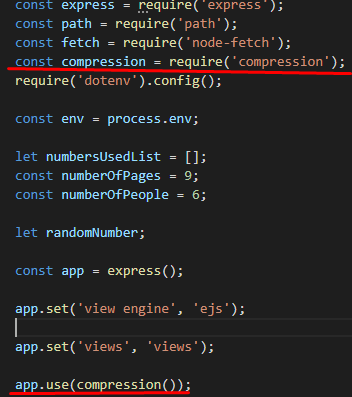 const express = require('express');
const path = require('path');
const fetch = require('node-fetch');
const compression = require('compression');
require('dotenv').config();
const env = process.env;
let numbersUsedList = [];
const numberOfPages = 9;
const numberOfPeople = 6;
let randomNumber;
const app = express();
app.set('view engine', 'ejs');
app.set('views', 'views');
app.use(compression());